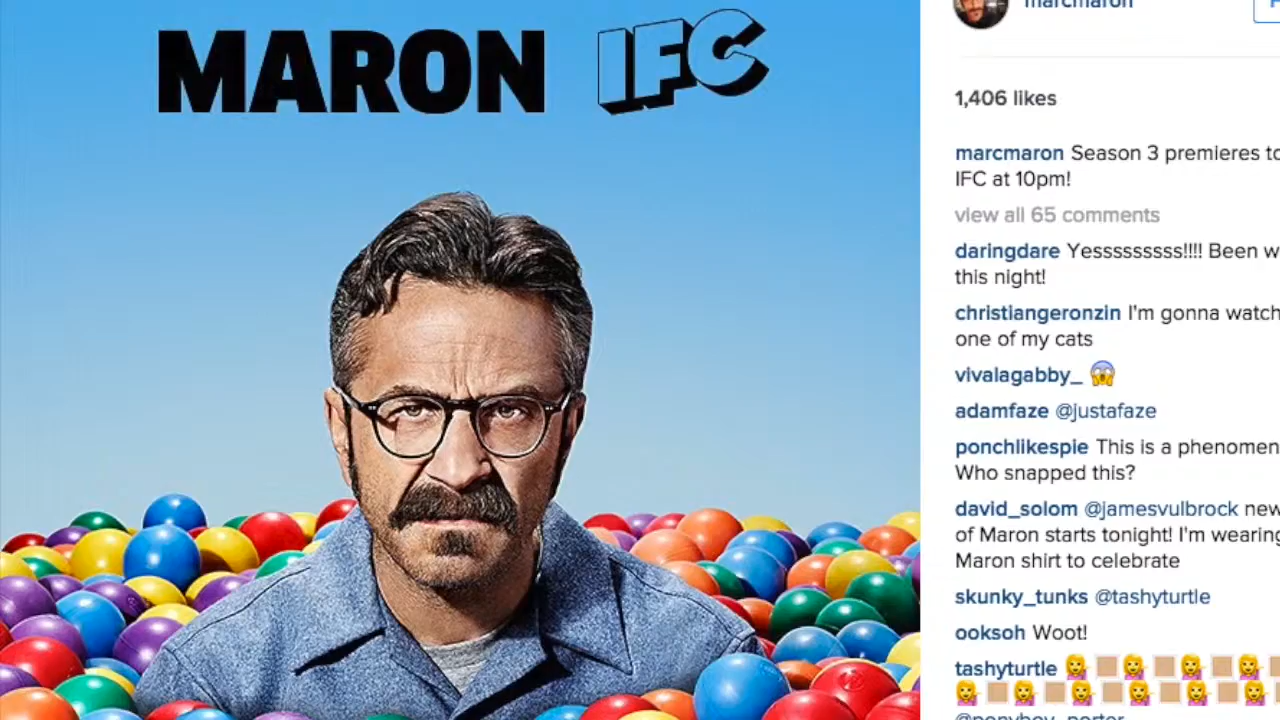 MARON IFC
marcmaron
1,406 likes
marcmaron Season 3 premieres to
IFC at 10pm!
view all 65 comments
daringdare Yesssssssss!!!! Been w
this night!
christiangeronzin I'm gonna watch
one of my cats
vivalagabby_ 😱
adamfaze @justafaze
ponchlikespie This is a phenomen
Who snapped this?
david_solom @jamesvulbrock new
of Maron starts tonight! I'm wearing
Maron shirt to celebrate
skunky_tunks @tashyturtle
ooksoh Woot!
tashyturtle
@ponyboy_porter